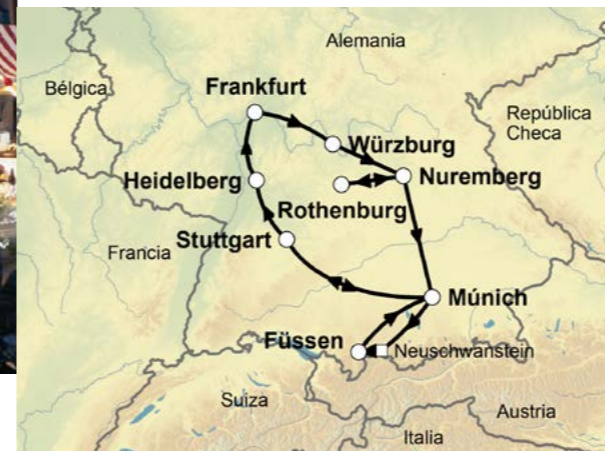 Alemania
Bélgica
Frankfurt
República
Checa
Würzburg
Heidelberg
Nuremberg
Rothenburg
Stuttgart
Francia
Múnich
Füssen
Neuschwanstein
Suiza
Austria
Italia